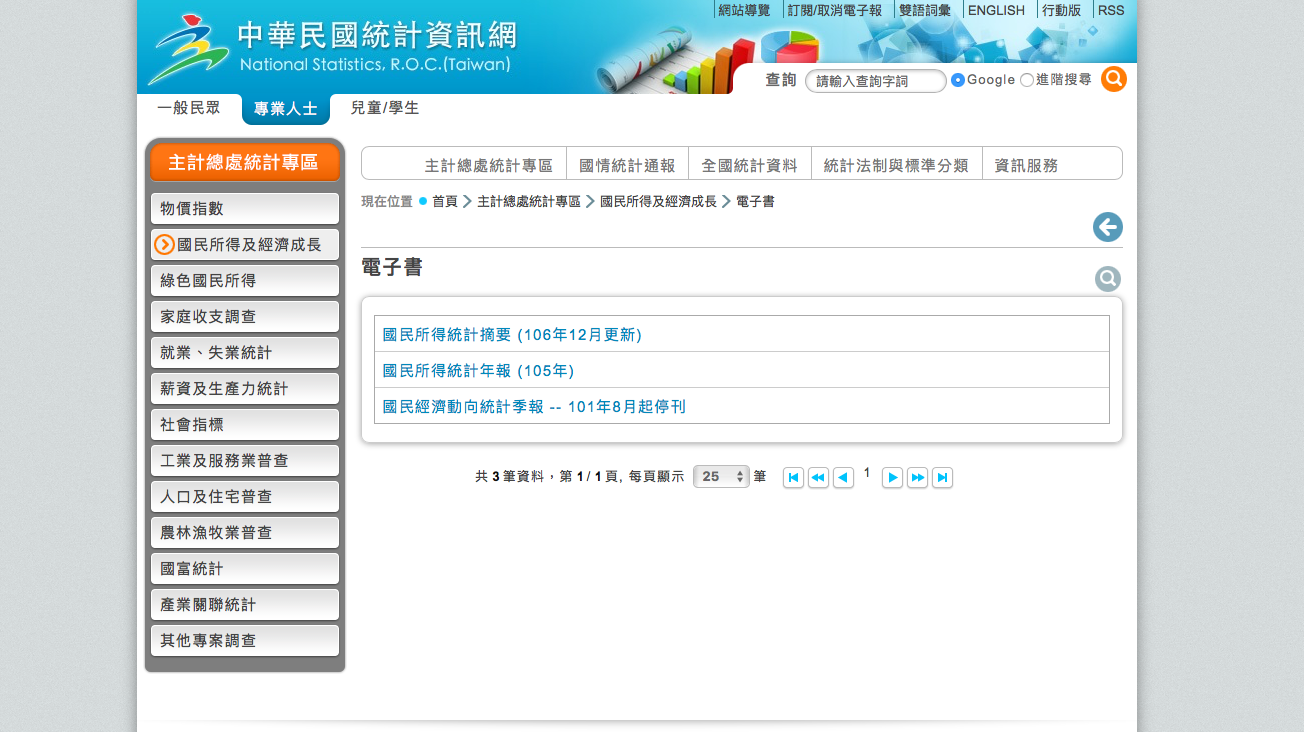 網站導覽 訂閱/取消電子報 雙語詞彙 ENGLISH 行動版 RSS
中華民國統計資訊網
National Statistics, R.O.C.(Taiwan)
查詢 請輸入查詢字詞 Google 進階搜尋
一般民眾 專業人士 兒童/學生
主計總處統計專區
物價指數
國民所得及經濟成長
綠色國民所得
家庭收支調查
就業、失業統計
薪資及生產力統計
社會指標
工業及服務業普查
人口及住宅普查
農林漁牧業普查
國富統計
產業關聯統計
其他專案調查
主計總處統計專區 國情統計通報 全國統計資料 統計法制與標準分類 資訊服務
現在位置 首頁 主計總處統計專區 國民所得及經濟成長 電子書
電子書
國民所得統計摘要 (106年12月更新)
國民所得統計年報 (105年)
國民經濟動向統計季報 -- 101年8月起停刊
共 3 筆資料，第 1 / 1 頁, 每頁顯示 25 筆 1